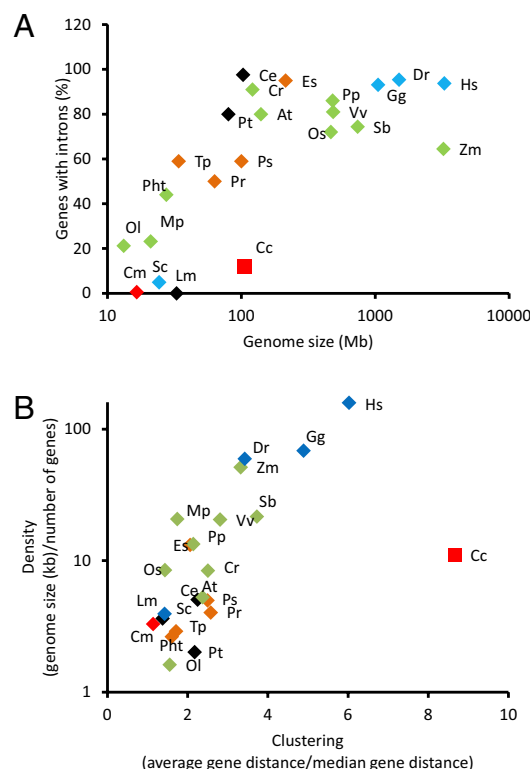 A
Genes with introns (%)
120
100
80
60
40
20
0
Ce
Cr
Es
Dr
Hs
Gg
Pp
Vv
Pt
At
Os
Sb
Zm
Tp
Ps
Pht
Pr
Ol
Mp
Cc
Cm
Sc
Lm
10
100
1000
10000
Genome size (Mb)
B
Density
(genome size (kb)/number of genes)
100
10
1
Hs
Dr
Gg
Zm
Mp
Sb
Vv
Es
Pp
Cc
Os
Cr
Ce
At
Lm
Sc
Ps
Pr
Cm
Tp
Pht
Pt
Ol
0
2
4
6
8
10
Clustering
(average gene distance/median gene distance)